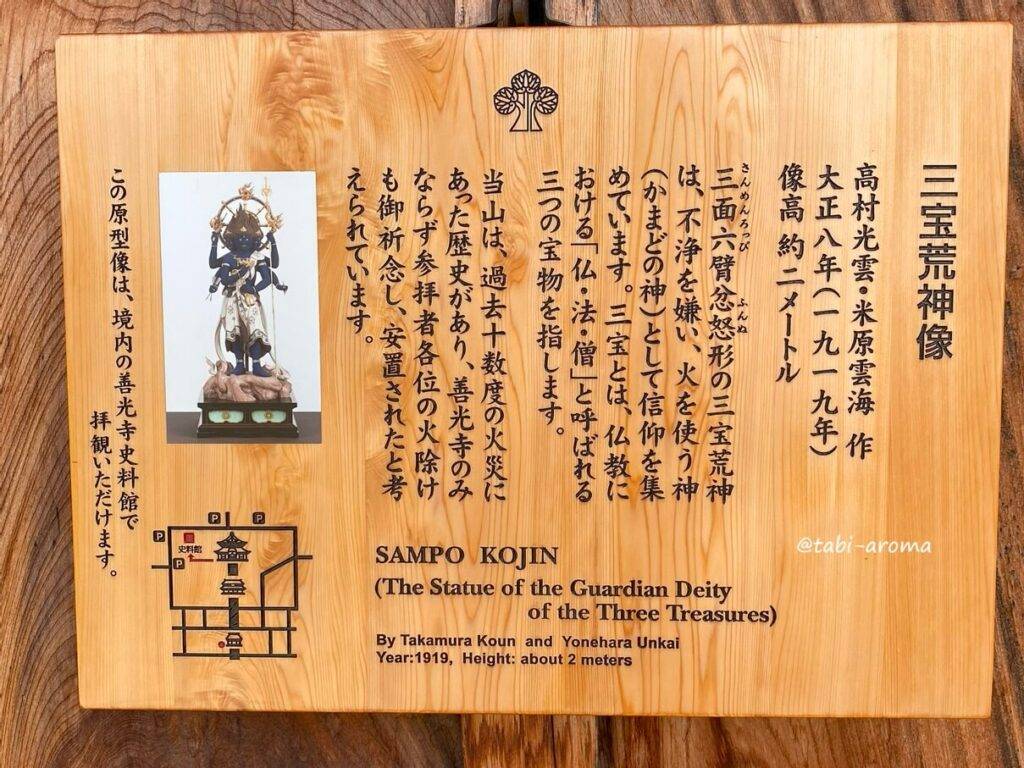 三宝荒神像
高村光雲・米原雲海 作
大正八年(一九一九年)
像高 約二メートル
さんめんろっぴ ふんぬ
三面六臂忿怒形の三宝荒神
は、不浄を嫌い、火を使う神
(かまどの神)として信仰を集
めています。三宝とは、仏教に
おける「仏・法・僧」と呼ばれる
三つの宝物を指します。
当山は、過去十数度の火災に
あった歴史があり、善光寺のみ
ならず参拝者各位の火除け
も御祈念し、安置されたと考
えられています。
この原型像は、境内の善光寺史料館で
拝観いただけます。
P P
P
史料館
P
SAMPO KOJIN
(The Statue of the Guardian Deity
of the Three Treasures)
By Takamura Koun and Yonehara Unkai
Year:1919, Height: about 2 meters
@tabi-aroma